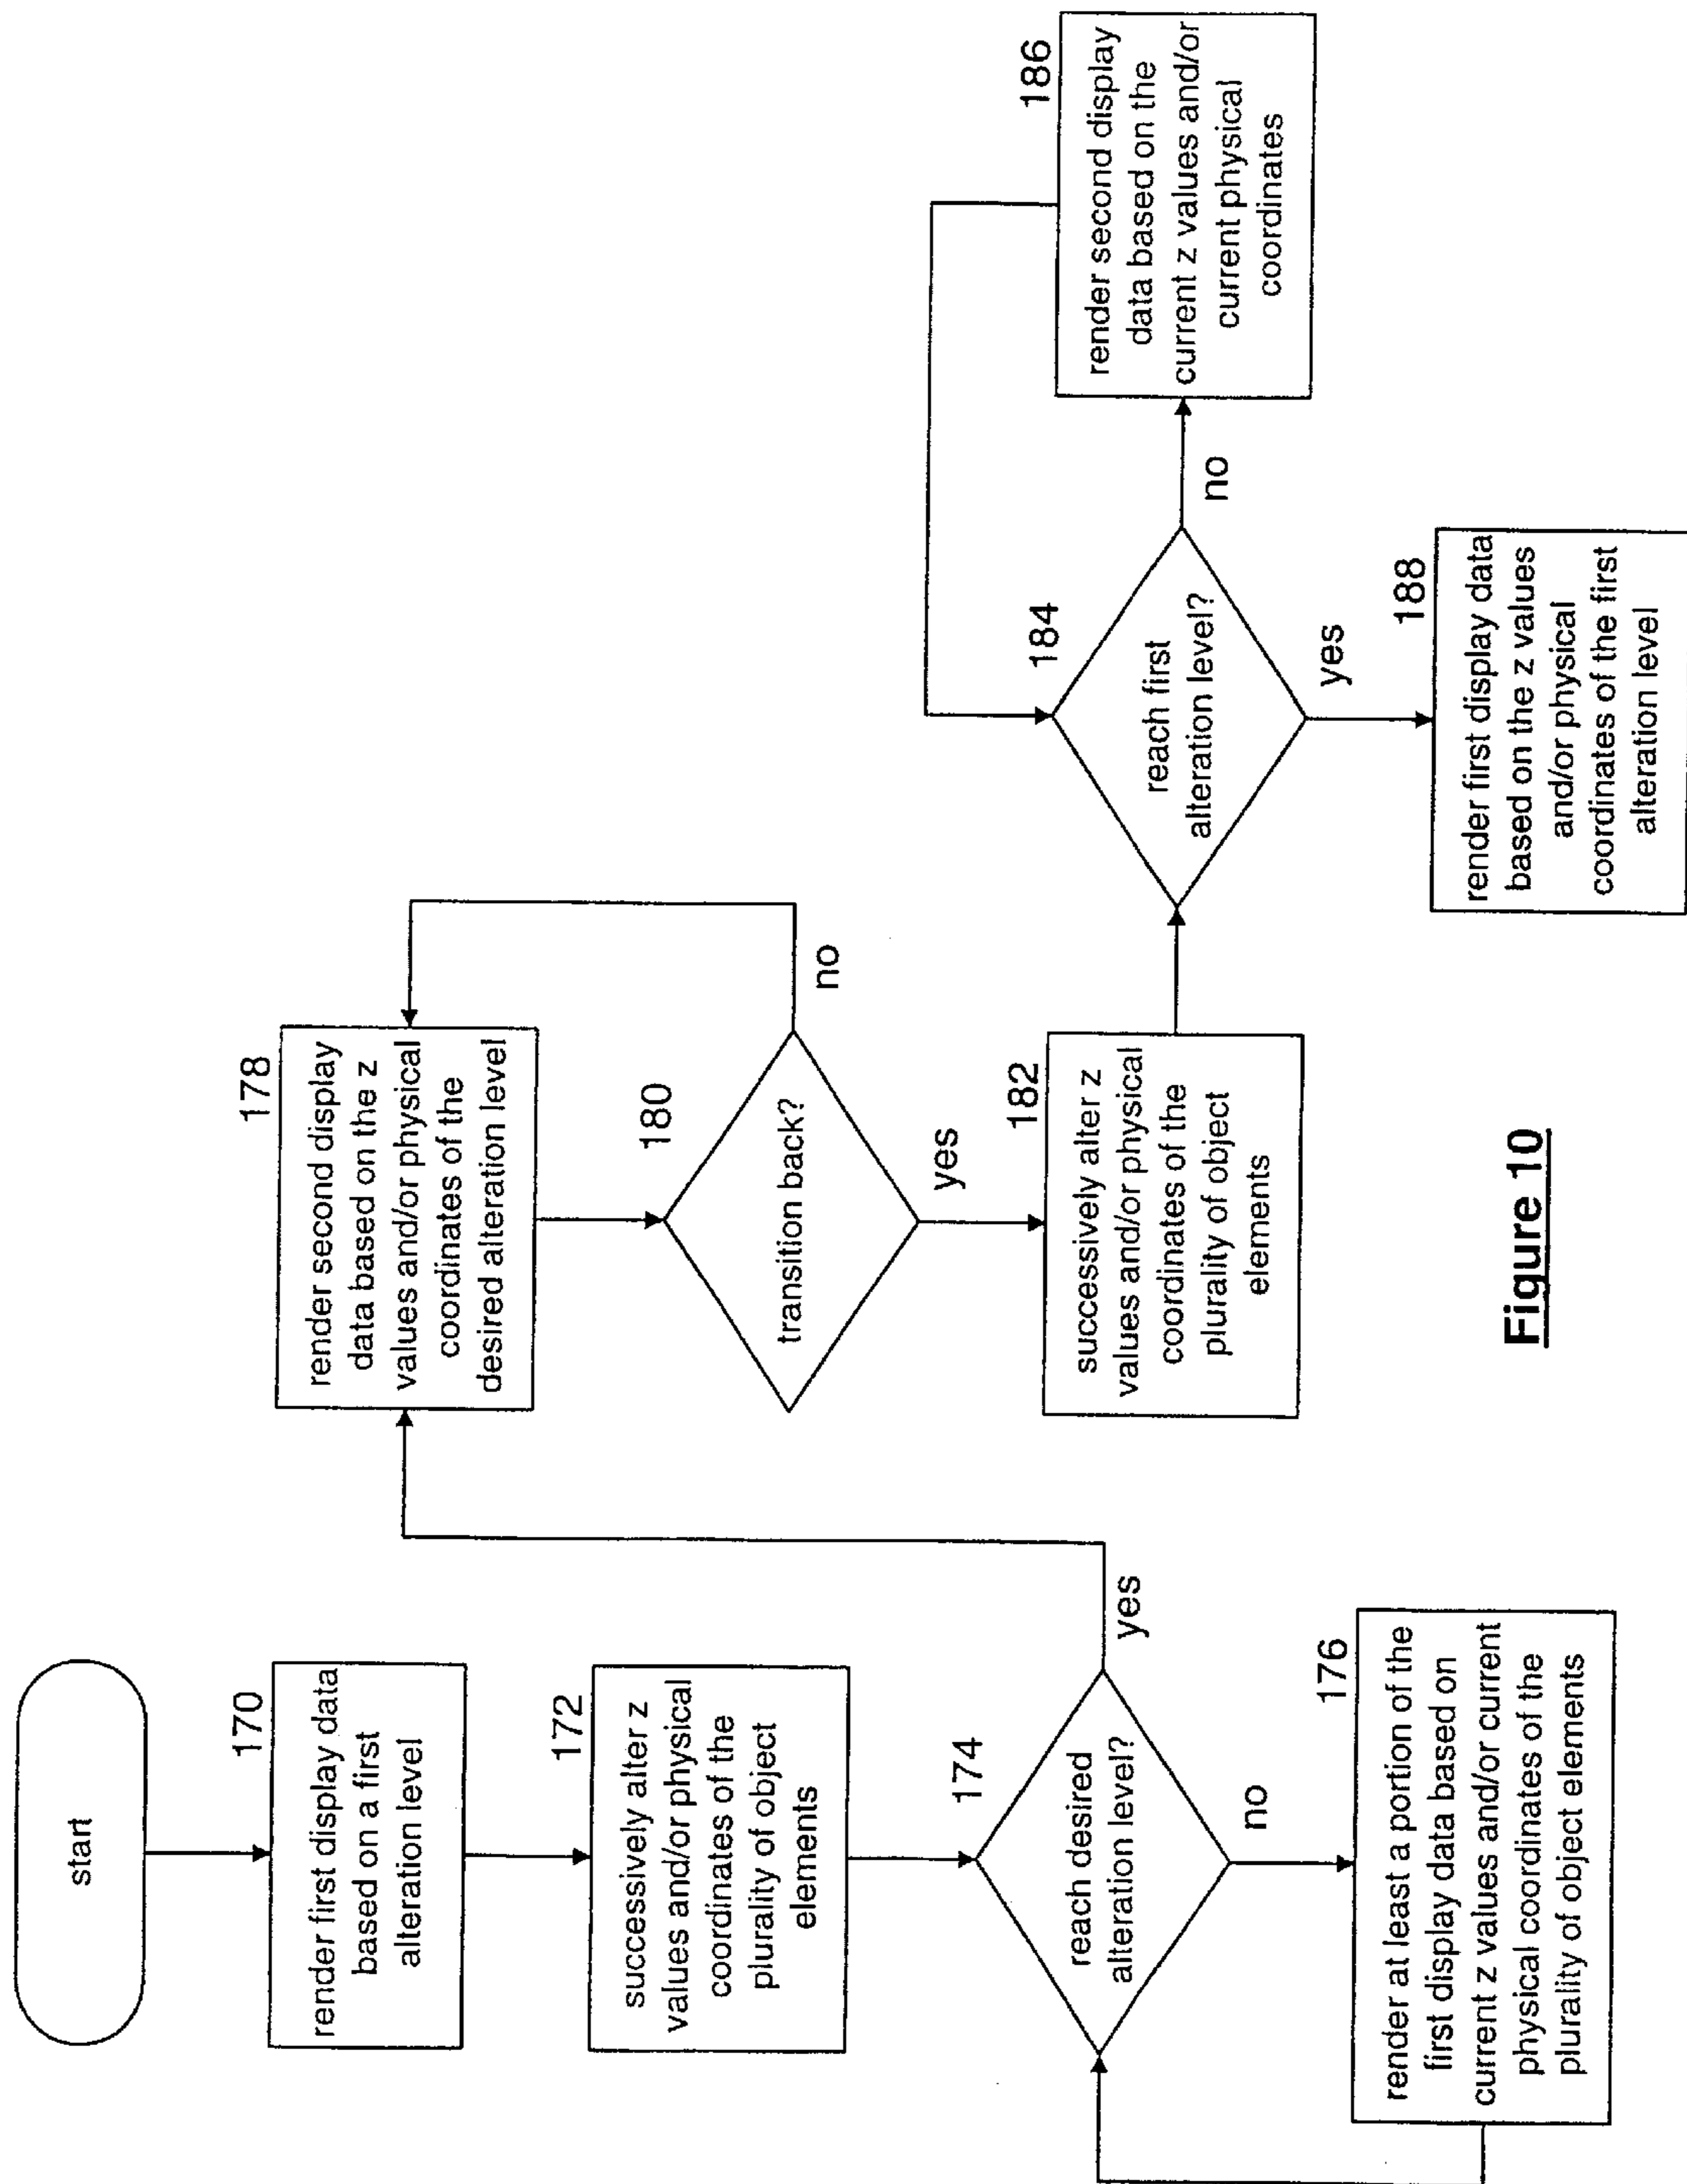 start
170
render first display data
based on a first
alteration level
172
successively alter z
values and/or physical
coordinates of the
plurality of object
elements
174
reach desired
alteration level?
yes
no
176
render at least a portion of the
first display data based on
current z values and/or current
physical coordinates of the
plurality of object elements
178
render second display
data based on the z
values and/or physical
coordinates of the
desired alteration level
180
transition back?
no
yes
182
successively alter z
values and/or physical
coordinates of the
plurality of object
elements
184
reach first
alteration level?
no
yes
186
render second display
data based on the
current z values and/or
current physical
coordinates
188
render first display data
based on the z values
and/or physical
coordinates of the first
alteration level
Figure 10